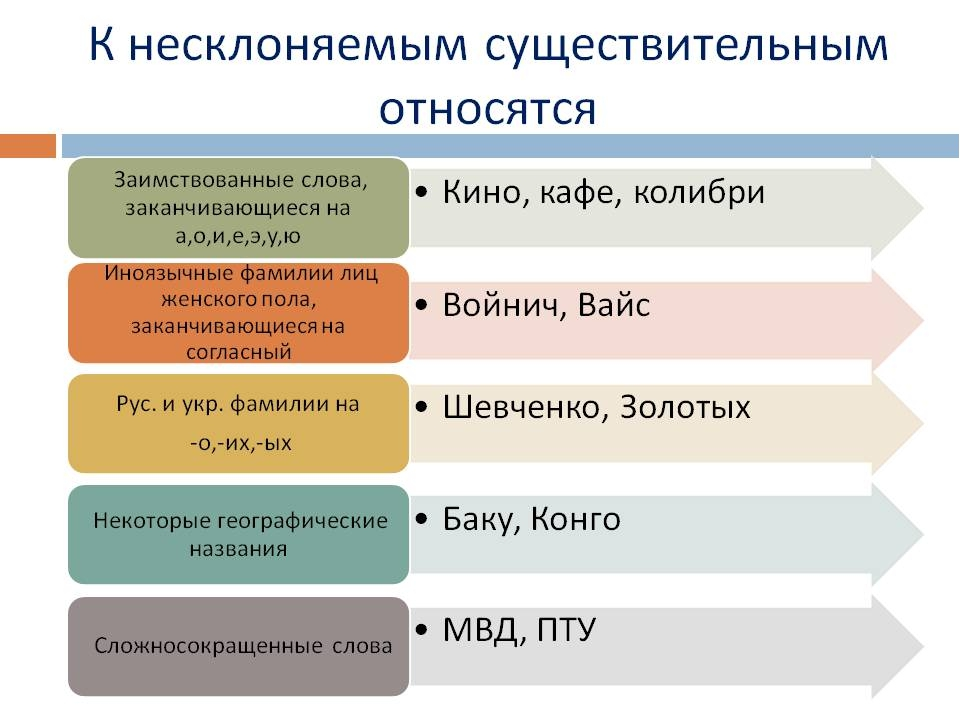 К несклоняемым существительным
относятся
Заимствованные слова,
заканчивающиеся на
а,о,и,е,э,у,ю
• Кино, кафе, колибри
Иноязычные фамилии лиц
женского пола,
заканчивающиеся на
согласный
• Войнич, Вайс
Рус. и укр. фамилии на
-о,-их,-ых
• Шевченко, Золотых
Некоторые географические
названия
• Баку, Конго
Сложносокращенные слова
• МВД, ПТУ